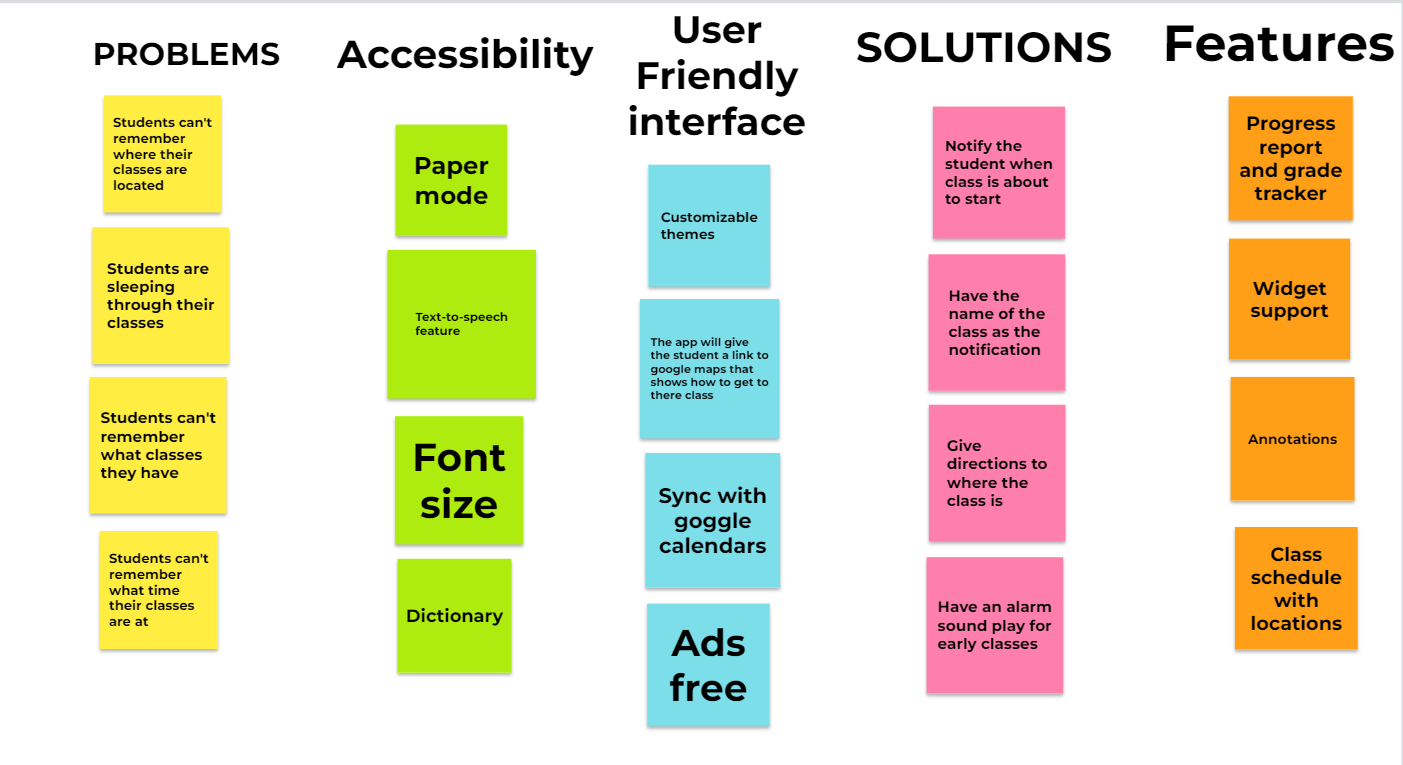 PROBLEMS
Students can't
remember
where their
classes are
located
Students are
sleeping
through their
classes
Students can't
remember
what classes
they have
Students can't
remember
what time
their classes
are at
Accessibility
Paper
mode
Text-to-speech
feature
Font
size
Dictionary
User
Friendly
interface
Customizable
themes
The app will give
the student a link to
google maps that
shows how to get to
there class
Sync with
goggle
calendars
Ads
free
SOLUTIONS
Notify the
student when
class is about
to start
Have the
name of the
class as the
notification
Give
directions to
where the
class is
Have an alarm
sound play for
early classes
Features
Progress
report
and grade
tracker
Widget
support
Annotations
Class
schedule
with
locations